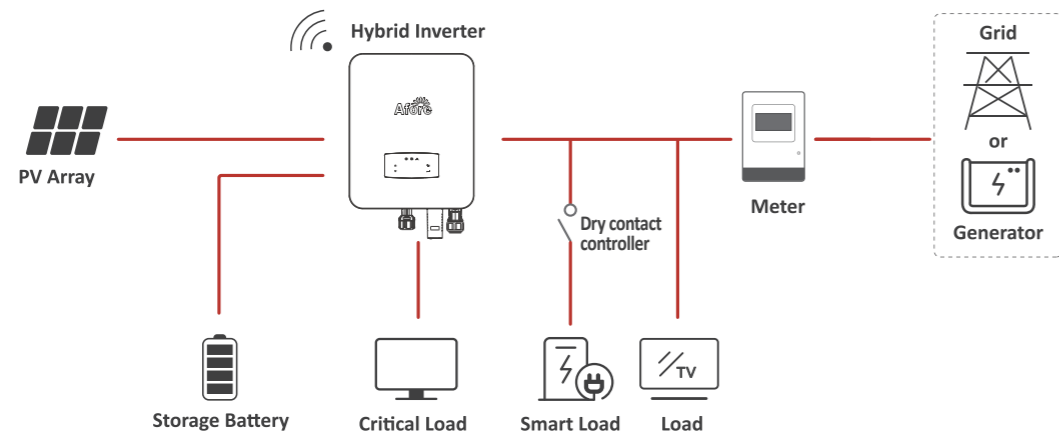 Hybrid Inverter
Grid
Afore
or
PV Array
Meter
Dry contact
controller
Generator
TV
Storage Battery
Critical Load
Smart Load
Load